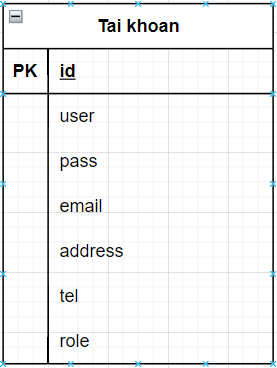 Tai khoan
PK id
user
pass
email
address
tel
role